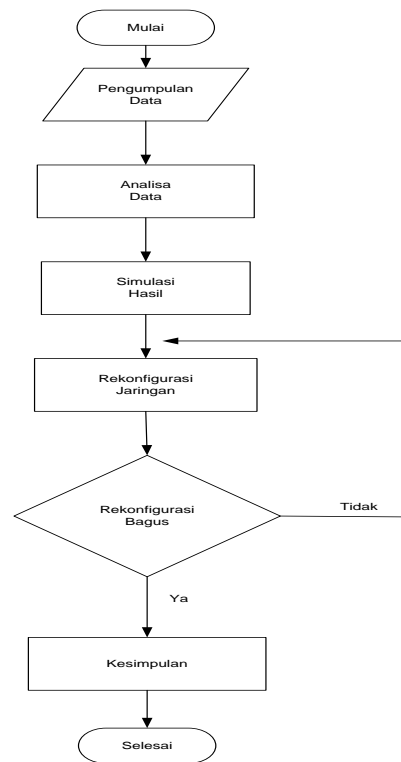 Mulai
Pengumpulan
Data
Analisa
Data
Simulasi
Hasil
Rekonfigurasi
Jaringan
Rekonfigurasi
Bagus
Tidak
Ya
Kesimpulan
Selesai